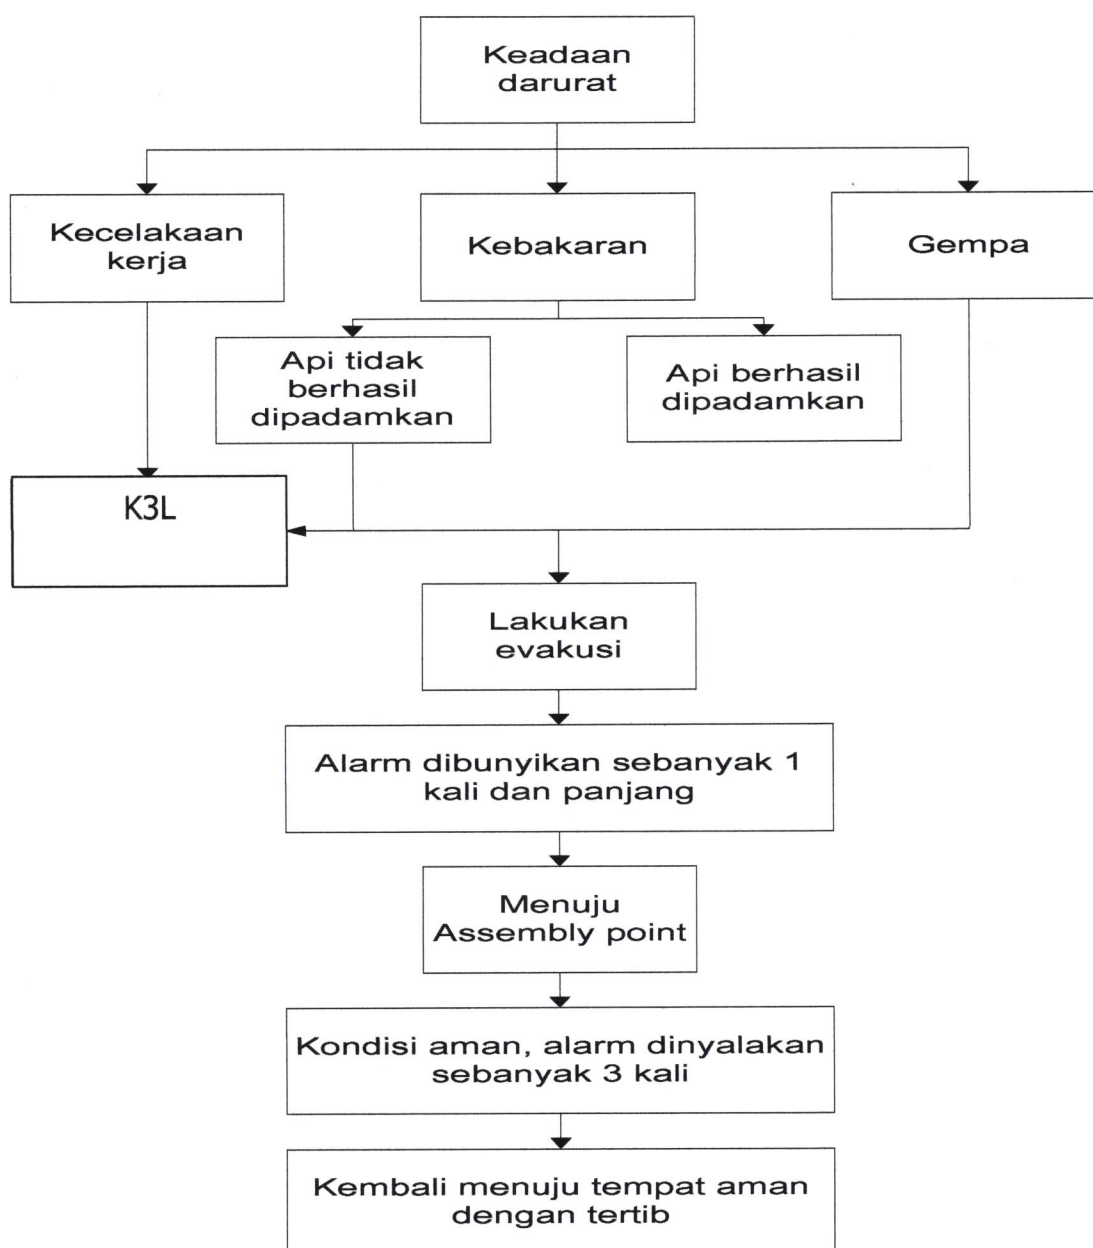 Keadaan
darurat
Kecelakaan
kerja
Kebakaran
Gempa
Api tidak
berhasil
dipadamkan
Api berhasil
dipadamkan
K3L
Lakukan
evakusi
Alarm dibunyikan sebanyak 1
kali dan panjang
Menuju
Assembly point
Kondisi aman, alarm dinyalakan
sebanyak 3 kali
Kembali menuju tempat aman
dengan tertib